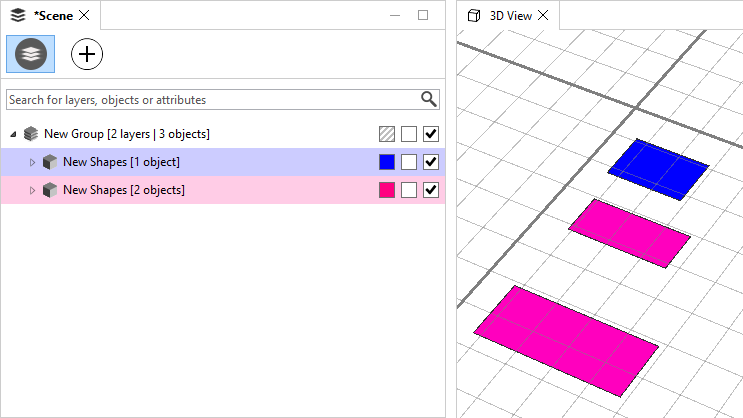 *Scene
3D View
Search for layers, objects or attributes
New Group [2 layers | 3 objects]
New Shapes [1 object]
New Shapes [2 objects]